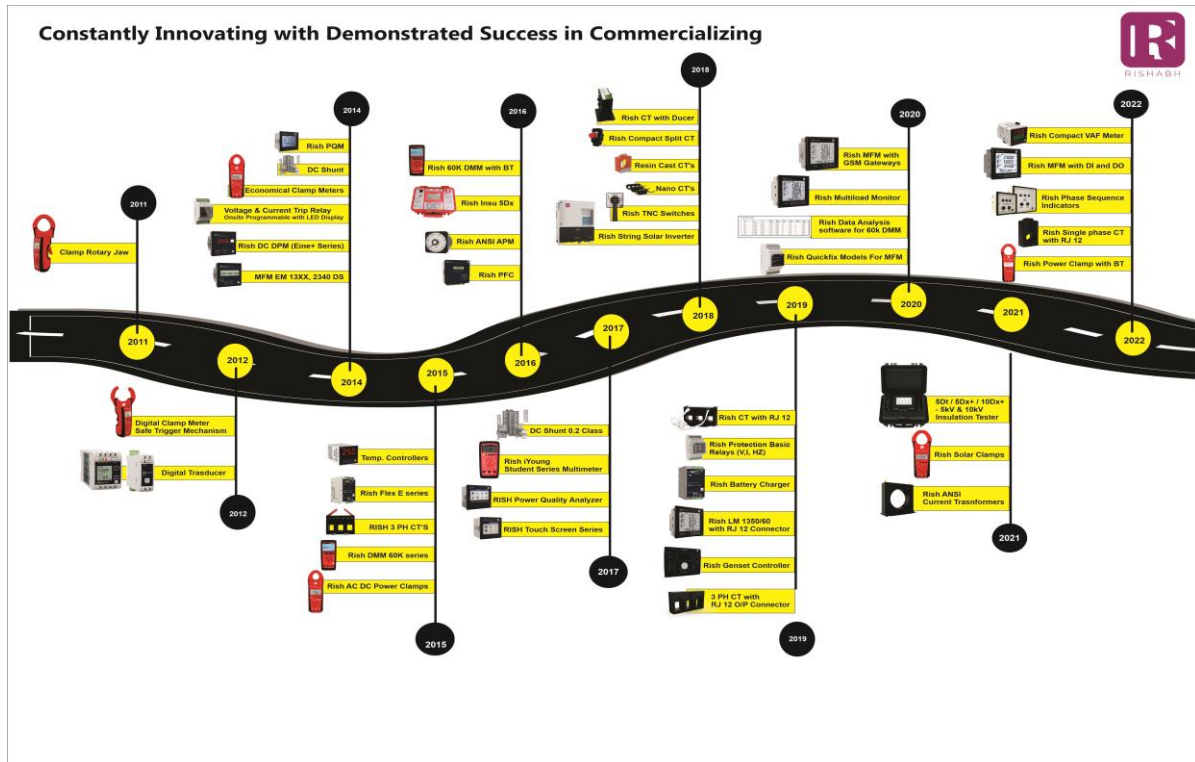 Constantly Innovating with Demonstrated Success in Commercializing
RISHABH
2011
Clamp Rotary Jaw
2014
Rish PQM
DC Shunt
Economical Clamp Meters
Voltage & Current Trip Relay
Onsite Programmable with LED Display
Rish DC DPM (Eine+ Series)
MFM EM 13XX, 2340 DS
2016
Rish 60K DMM with BT
Rish Insu 5Dx
Rish ANSI APM
Rish PFC
2018
Rish CT with Ducer
Rish Compact Split CT
Resin Cast CT's
Nano CT's
Rish TNC Switches
Rish String Solar Inverter
2020
Rish MFM with
GSM Gateways
Rish Multiload Monitor
Rish Data Analysis
software for 60k DMM
Rish Quickfix Models For MFM
2022
Rish Compact VAF Meter
Rish MFM with DI and DO
Rish Phase Sequence
Indicators
Rish Single phase CT
with RJ 12
Rish Power Clamp with BT
2011
2012
2014
2015
2016
2017
2018
2019
2020
2021
2022
Digital Clamp Meter
Safe Trigger Mechanism
Digital Trasducer
2012
Temp. Controllers
Rish Flex E series
RISH 3 PH CT'S
Rish DMM 60K series
Rish AC DC Power Clamps
2015
DC Shunt 0.2 Class
Rish iYoung
Student Series Multimeter
RISH Power Quality Analyzer
RISH Touch Screen Series
2017
Rish CT with RJ 12
Rish Protection Basic
Relays (V,I, HZ)
Rish Battery Charger
Rish LM 1350/60
with RJ 12 Connector
Rish Genset Controller
3 PH CT with
RJ 12 O/P Connector
2019
5Dt / 5Dx+ / 10Dx+
- 5kV & 10kV
Insulation Tester
Rish Solar Clamps
Rish ANSI
Current Trasnformers
2021